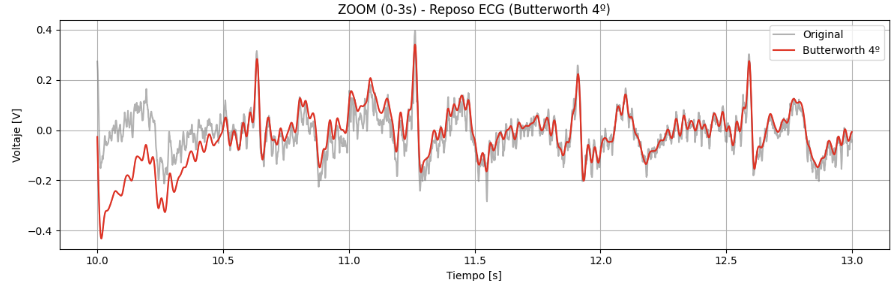 ZOOM (0-3s) - Reposo ECG (Butterworth 4º)
Original
Butterworth 4º
Voltaje [V]
0.4
0.2
0.0
−0.2
−0.4
10.0 10.5 11.0 11.5 12.0 12.5 13.0
Tiempo [s]